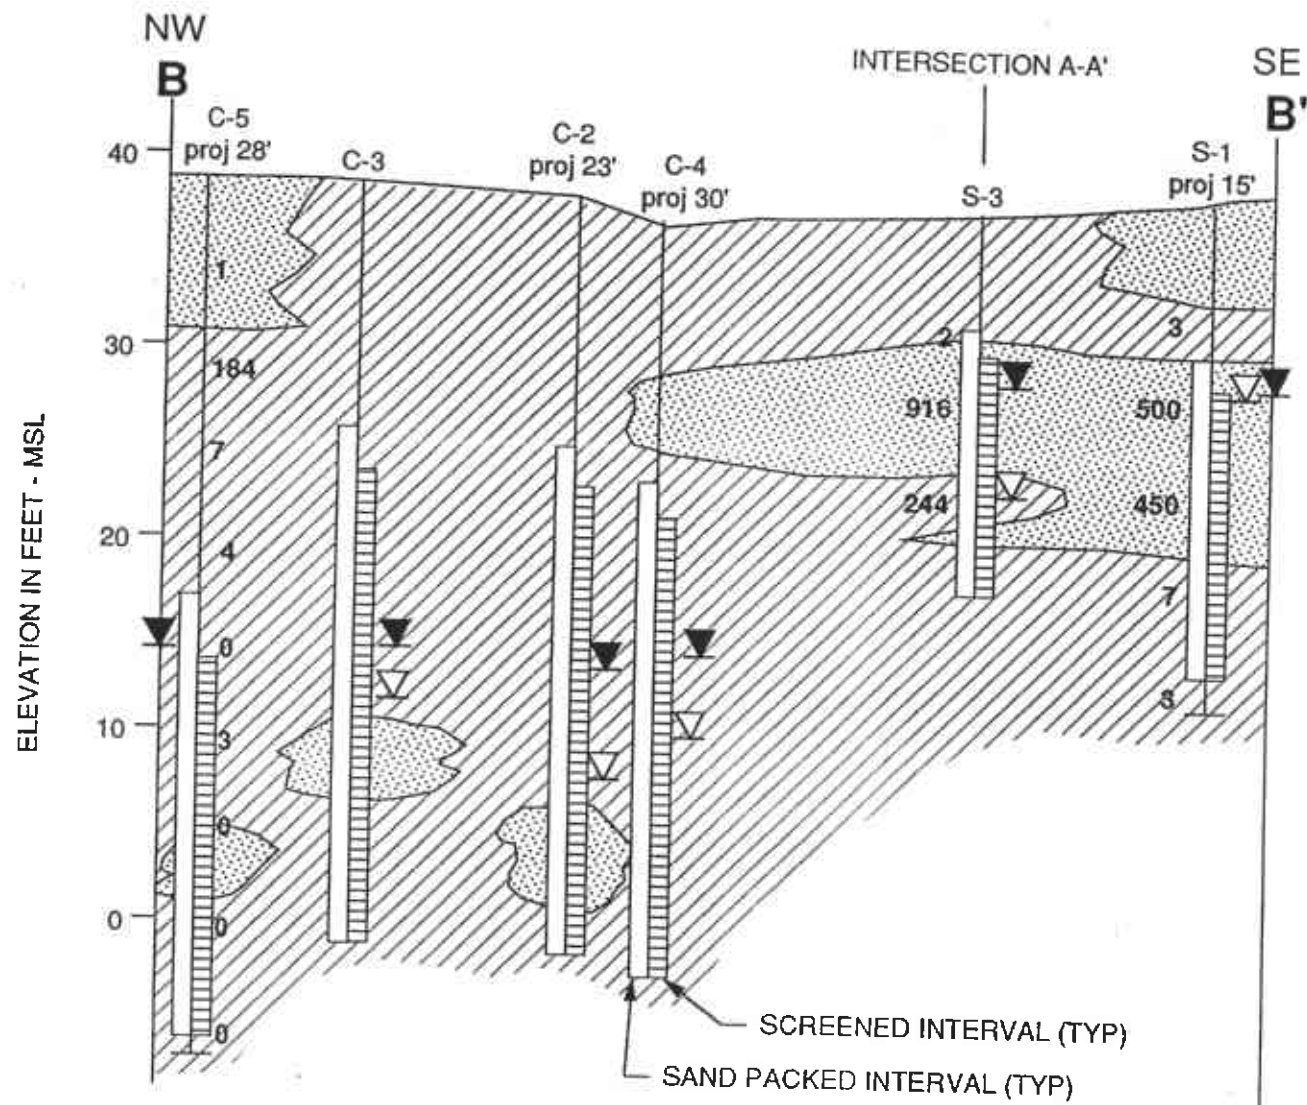 NW
B
INTERSECTION A-A'
SE
B'
C-5
proj 28'
C-3
C-2
proj 23'
C-4
proj 30'
S-3
S-1
proj 15'
40
30
20
10
0
ELEVATION IN FEET - MSL
1
184
7
4
0
3
0
0
0
2
916
244
3
500
450
7
SCREENED INTERVAL (TYP)
SAND PACKED INTERVAL (TYP)